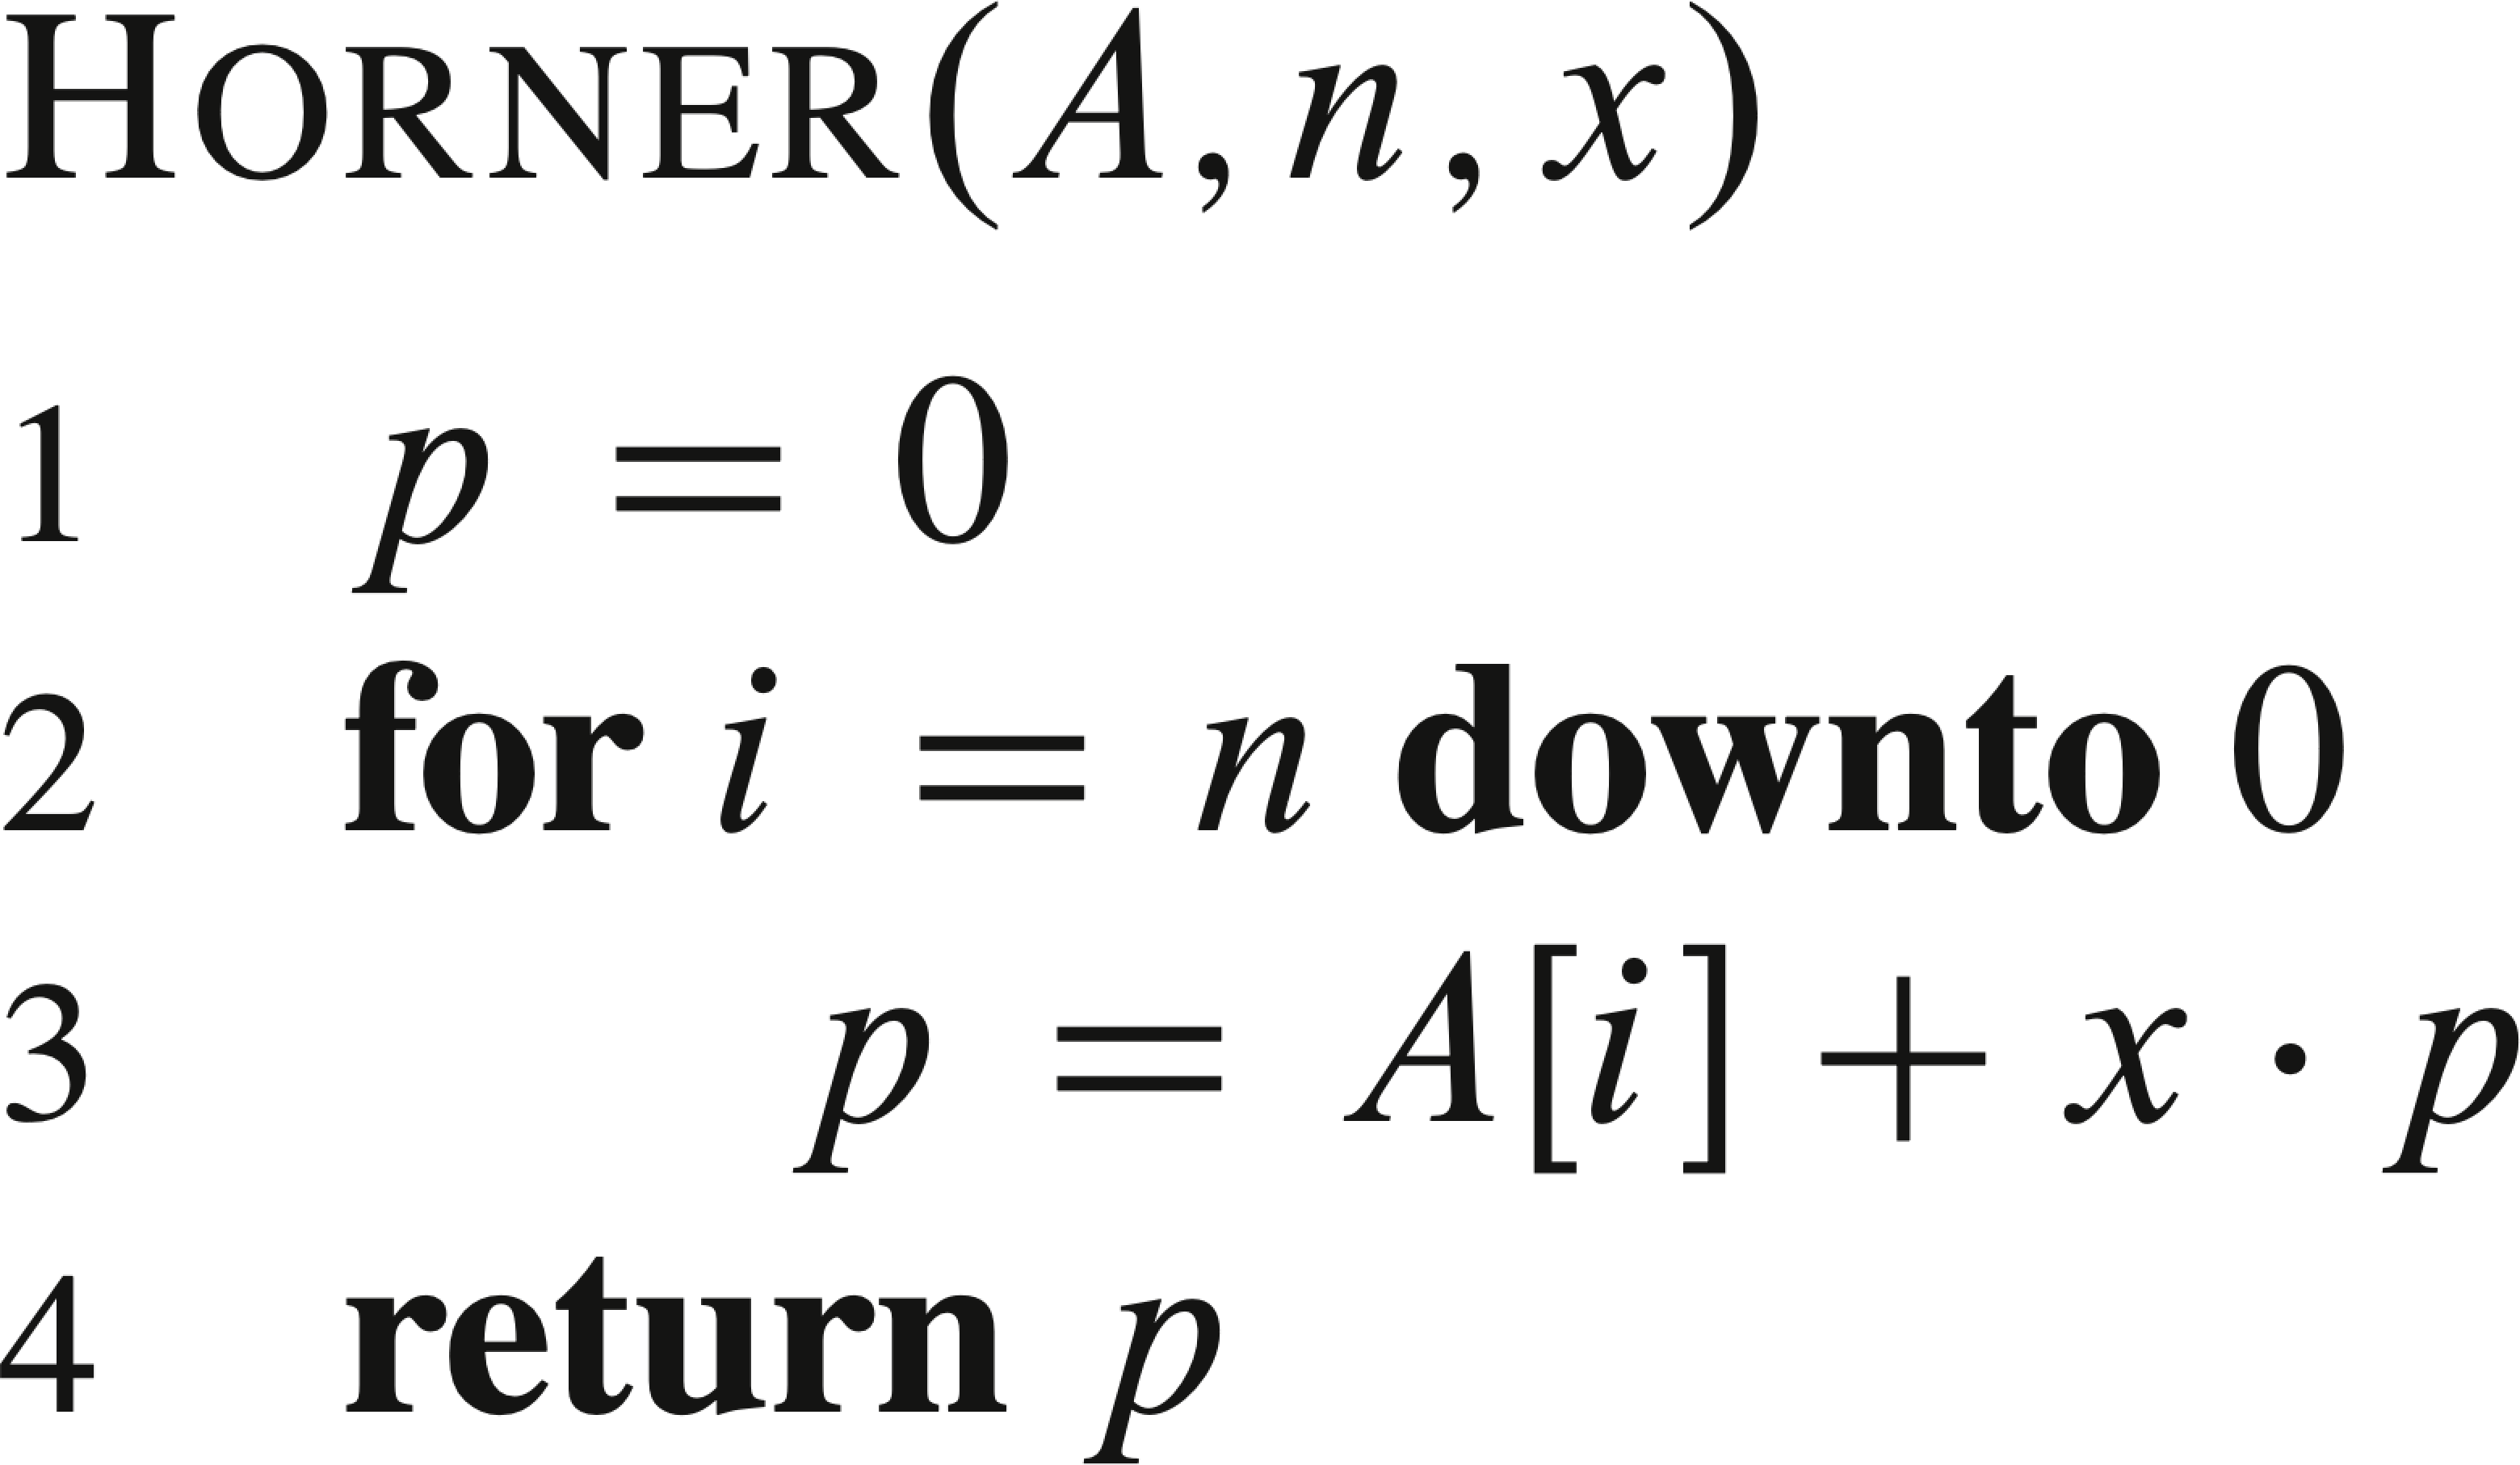 HORNER(A, n, x)
1 p = 0
2 for i = n downto 0
3 p = A[i] + x · p
4 return p